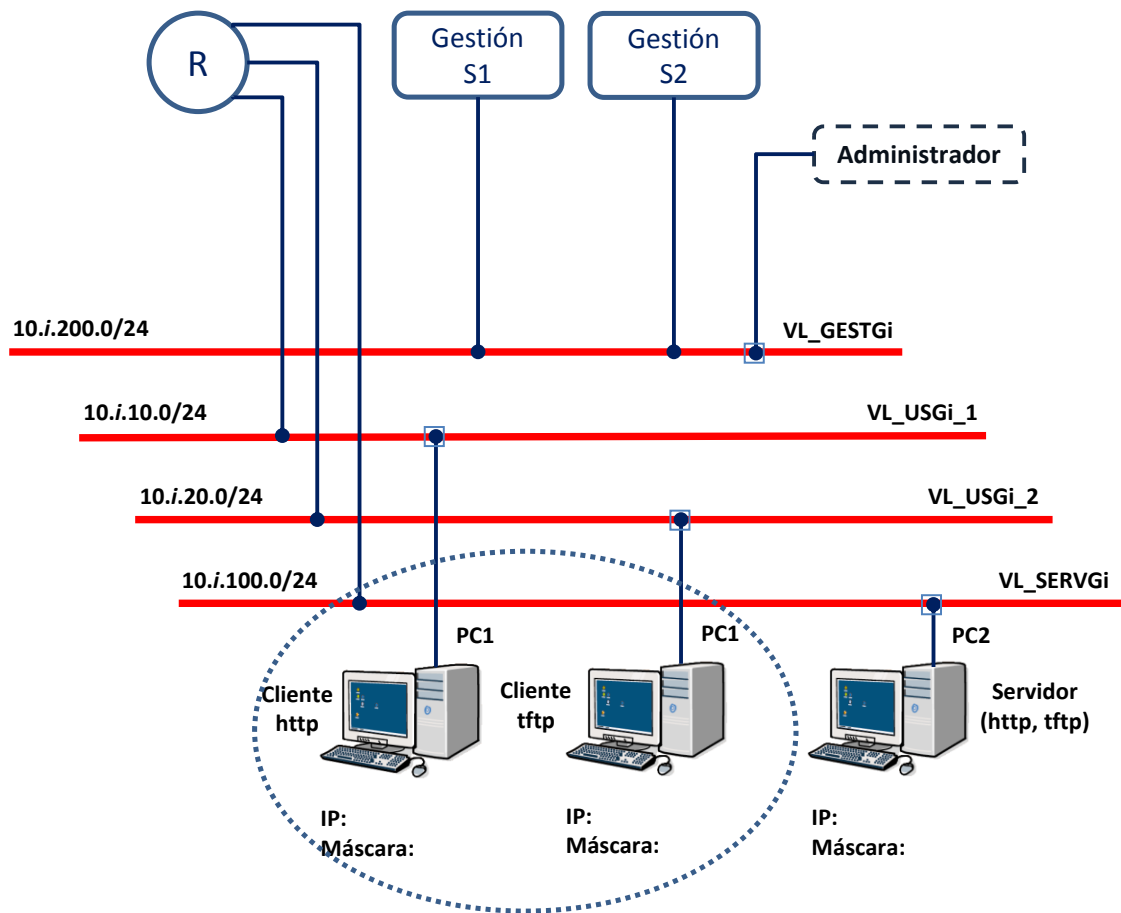 R
Gestión
S1
Gestión
S2
Administrador
10.i.200.0/24
VL_GESTGi
10.i.10.0/24
VL_USGi_1
10.i.20.0/24
VL_USGi_2
10.i.100.0/24
VL_SERVGi
PC1
PC1
PC2
Cliente
http
Cliente
tftp
Servidor
(http, tftp)
IP:
Máscara:
IP:
Máscara:
IP:
Máscara: